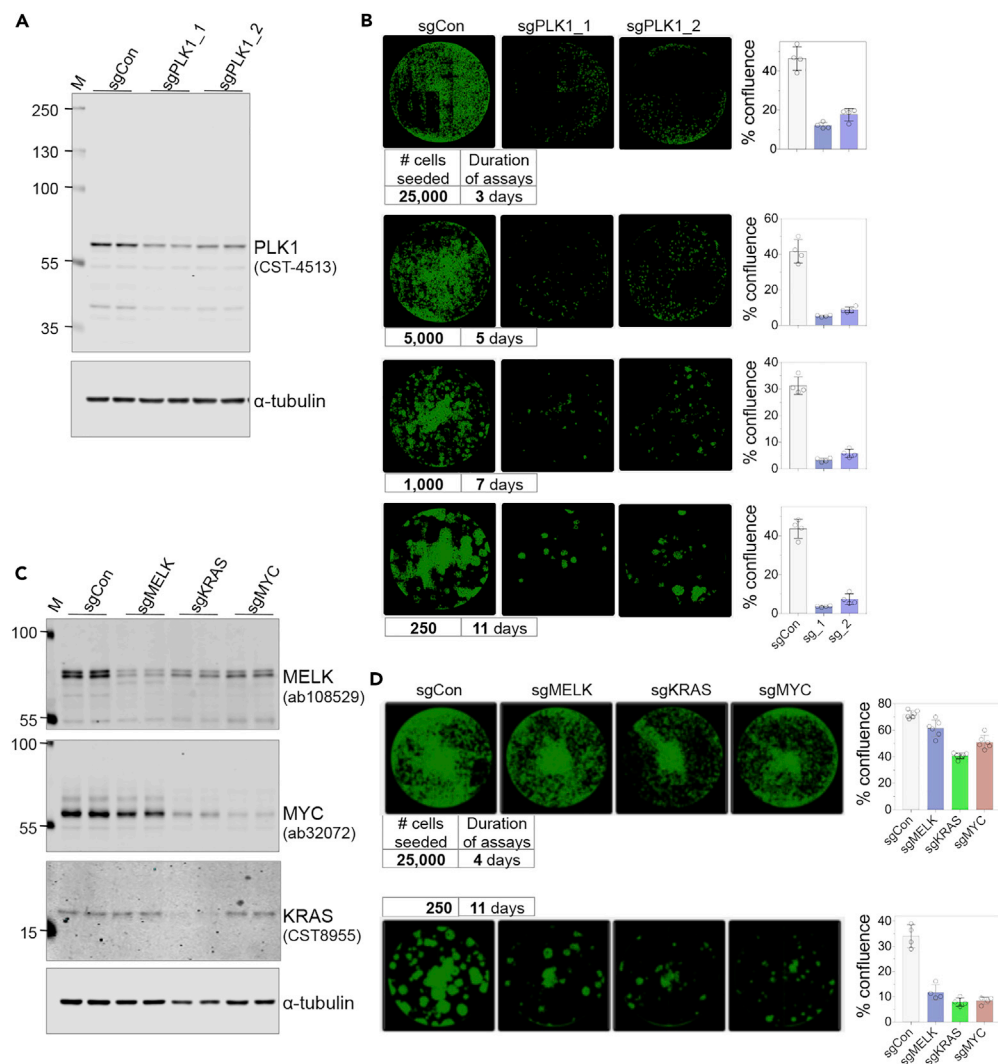 A
M
sgCon
sgPLK1_1
sgPLK1_2
250
130
100
55
35
PLK1
(CST-4513)
α-tubulin
B
sgCon sgPLK1_1 sgPLK1_2
# cells seeded Duration of assays
25,000 3 days
% confluence
40
20
0
5,000 5 days
% confluence
60
40
20
0
1,000 7 days
% confluence
40
30
20
10
0
250 11 days
% confluence
40
20
0
sgCon
sg_1
sg_2
C
M
sgCon
sgMELK
sgKRAS
sgMYC
100
55
MELK
(ab108529)
100
55
MYC
(ab32072)
15
KRAS
(CST8955)
α-tubulin
D
sgCon sgMELK sgKRAS sgMYC
# cells seeded Duration of assays
25,000 4 days
% confluence
80
60
40
20
0
sgCon
sgMELK
sgKRAS
sgMYC
250 11 days
% confluence
40
30
20
10
0
sgCon
sgMELK
sgKRAS
sgMYC